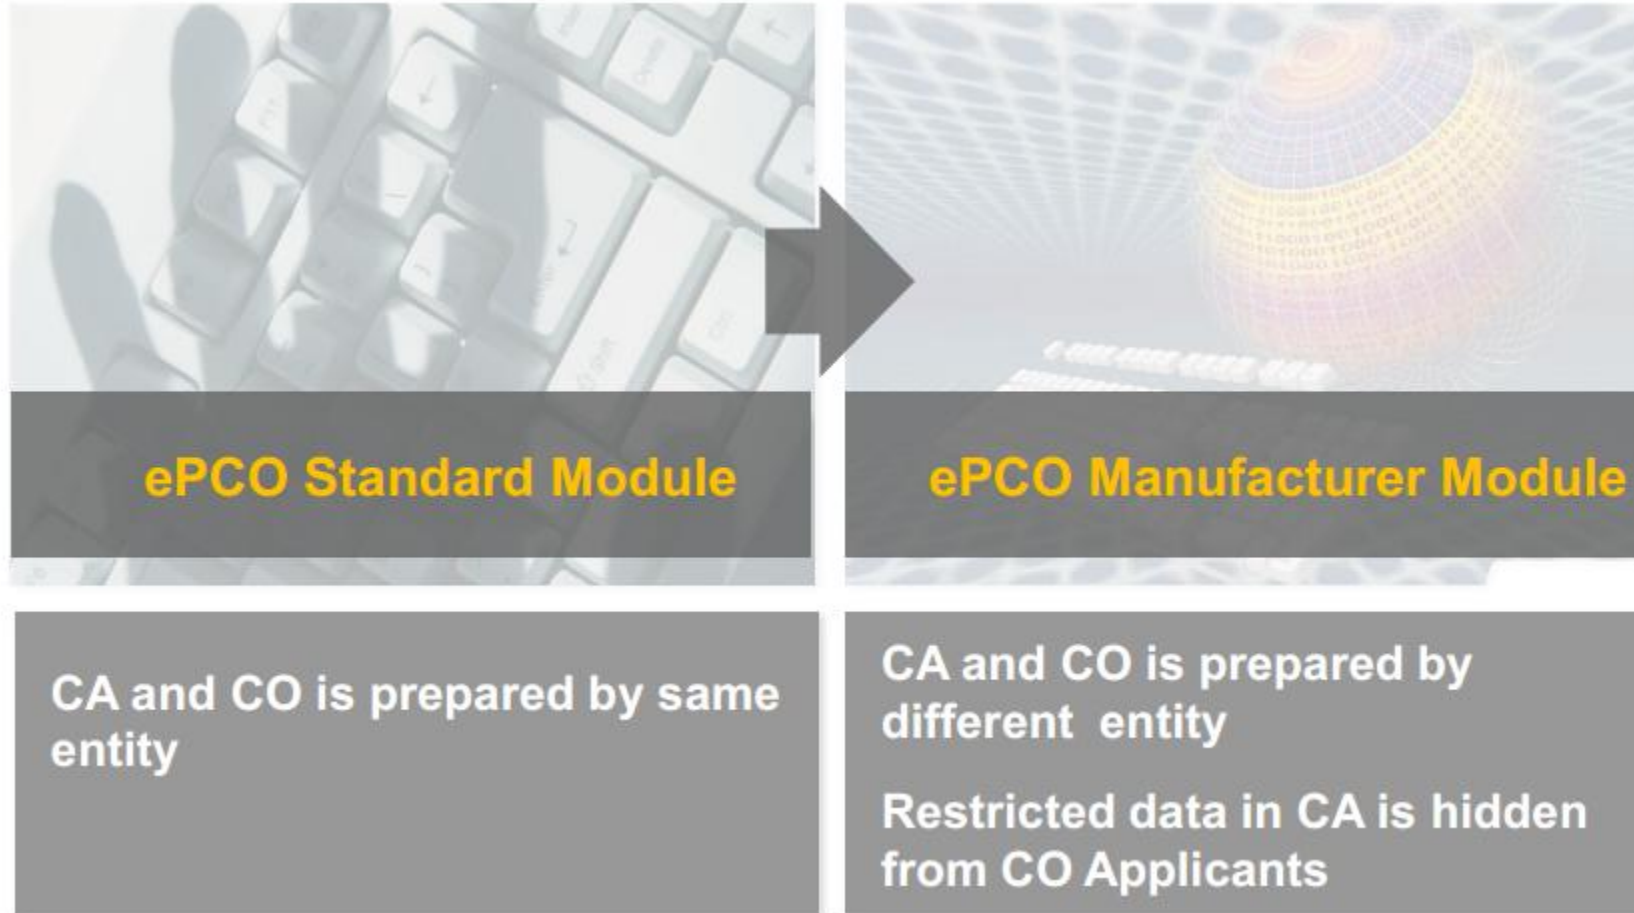 ePCO Standard Module
CA and CO is prepared by same
entity
ePCO Manufacturer Module
CA and CO is prepared by
different  entity
Restricted data in CA is hidden
from CO Applicants